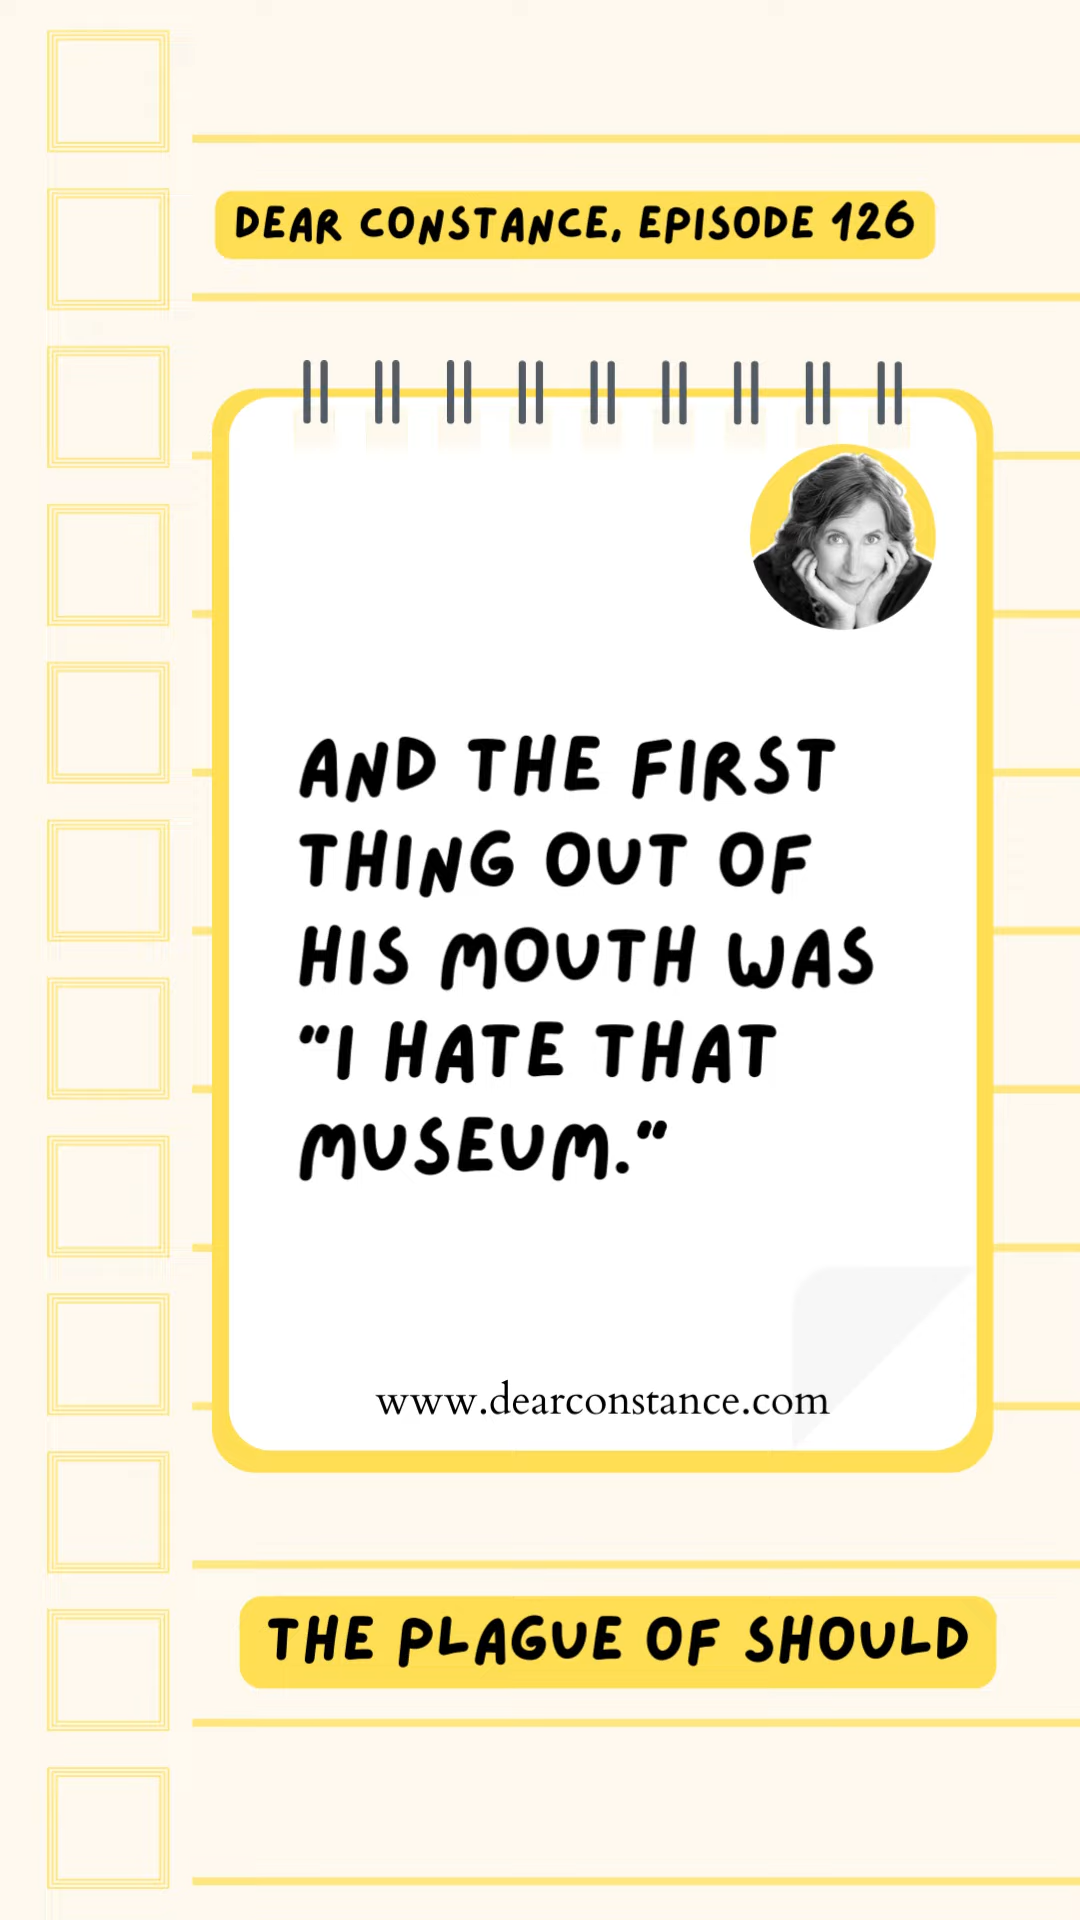 DEAR CONSTANCE, EPISODE 126
AND THE FIRST
THING OUT OF
HIS MOUTH WAS
"I HATE THAT
MUSEUM."
www.dearconstance.com
THE PLAGUE OF SHOULD